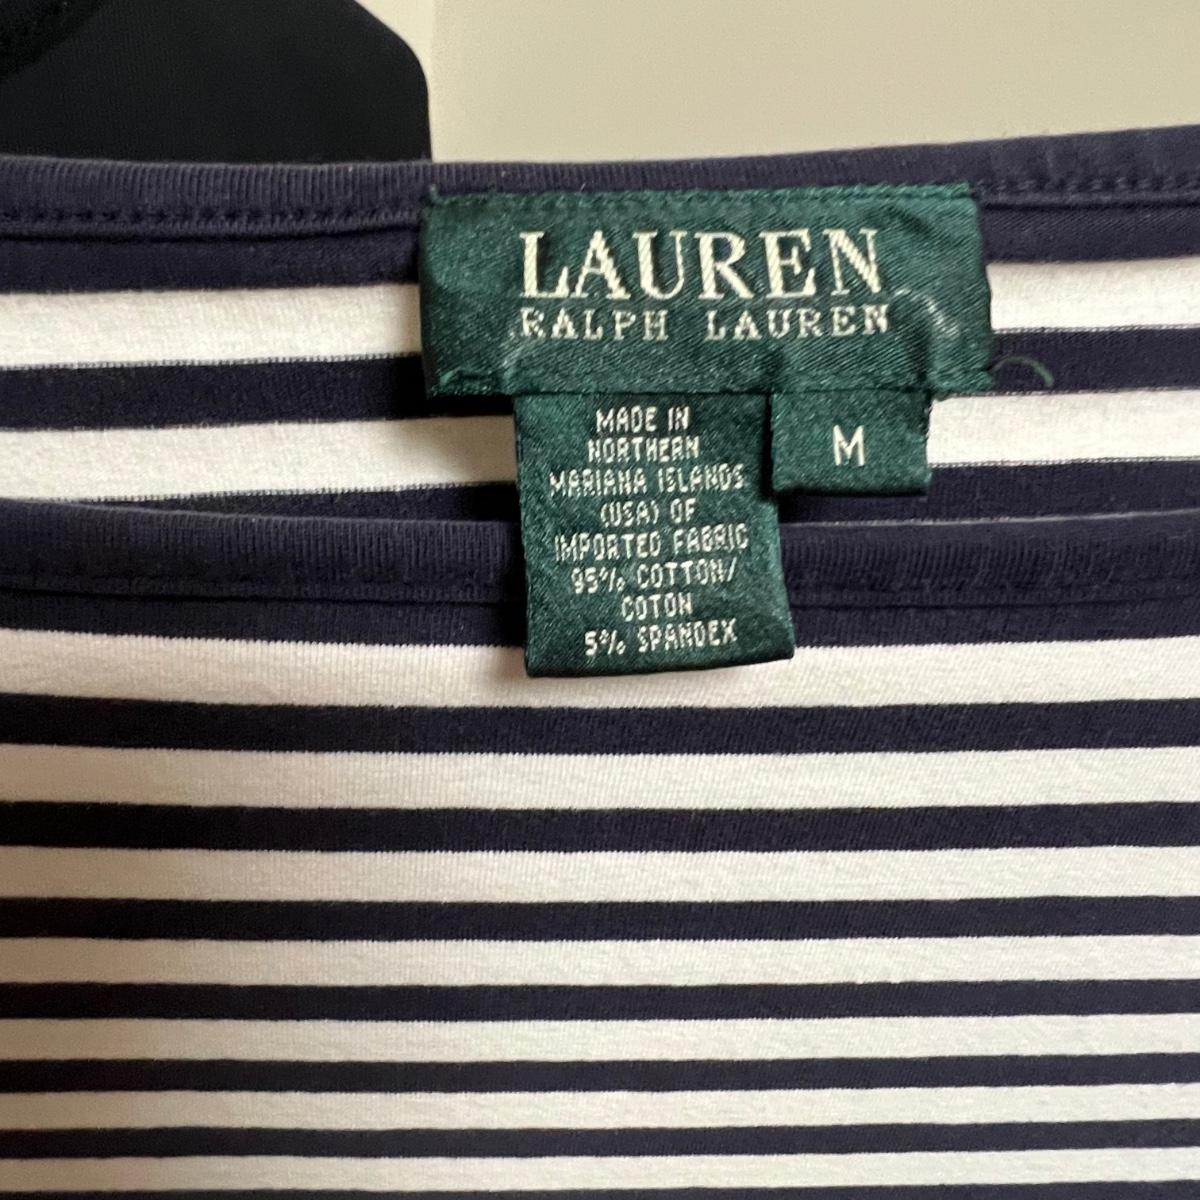 LAUREN
RALPH LAUREN
M
MADE IN
NORTHERN
MARIANA ISLANDS
(USA) OF
IMPORTED FABRIC
95% COTTON/
COTON
5% SPANDEX